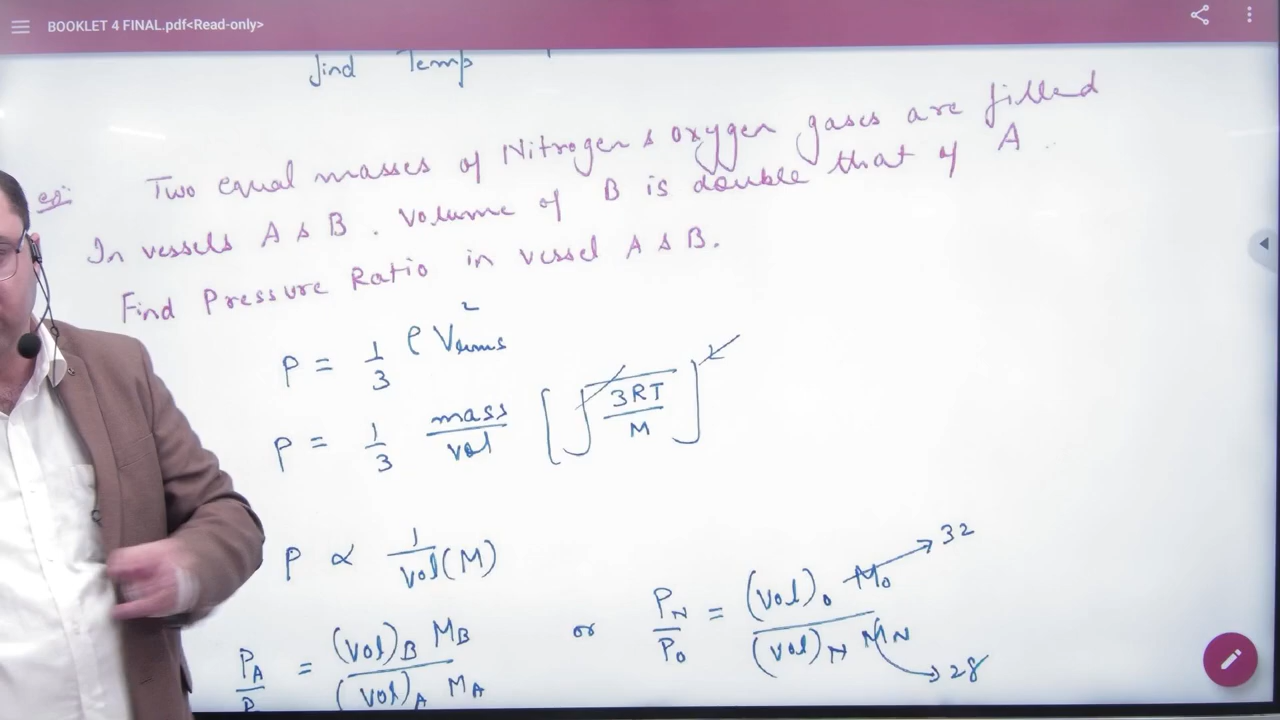 BOOKLET 4 FINAL.pdf<Read-only>
find Temp
eg: Two equal masses of Nitrogen & oxygen gases are filled
In vessels A & B. Volume of B is double that of A.
Find Pressure Ratio in vessel A & B.
P = 1/3 ρ V²rms
P = 1/3 mass/vol [√(3RT/M)]²
P ∝ 1/vol(M)
P_A/P = (vol)_B M_B/(vol)_A M_A or P_N/P_O = (vol)_O M_O/(vol)_N M_N → 32 → 28